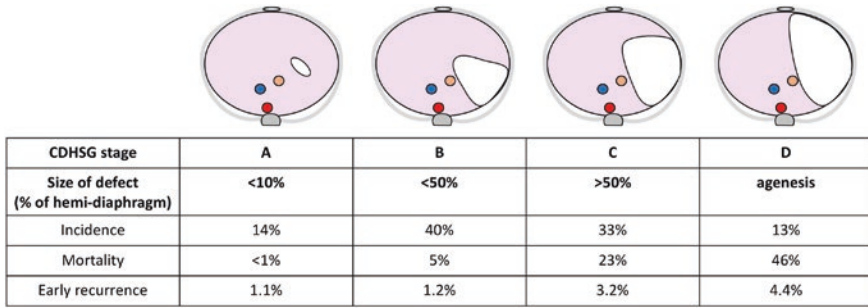 CDHSG stage A B C D
Size of defect <10% <50% >50% agenesis
(% of hemi-diaphragm)
Incidence 14% 40% 33% 13%
Mortality <1% 5% 23% 46%
Early recurrence 1.1% 1.2% 3.2% 4.4%